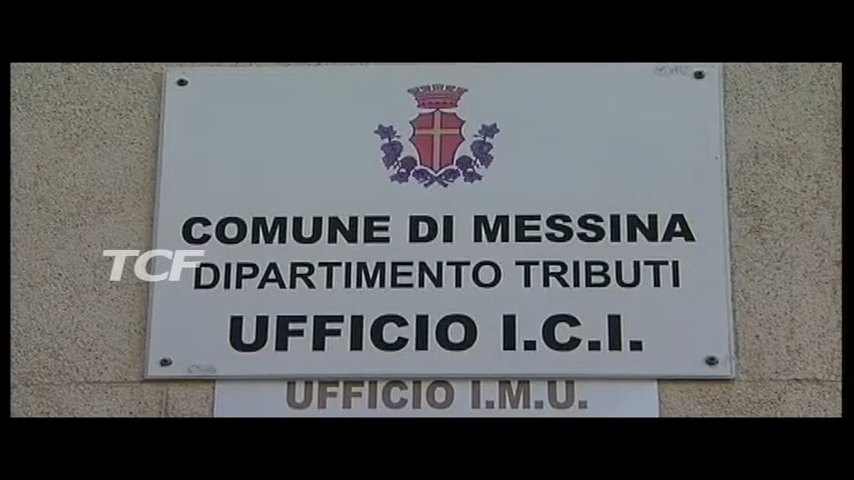 COMUNE DI MESSINA
TCF
DIPARTIMENTO TRIBUTI
UFFICIO I.C.I.
UFFICIO I.M.U.